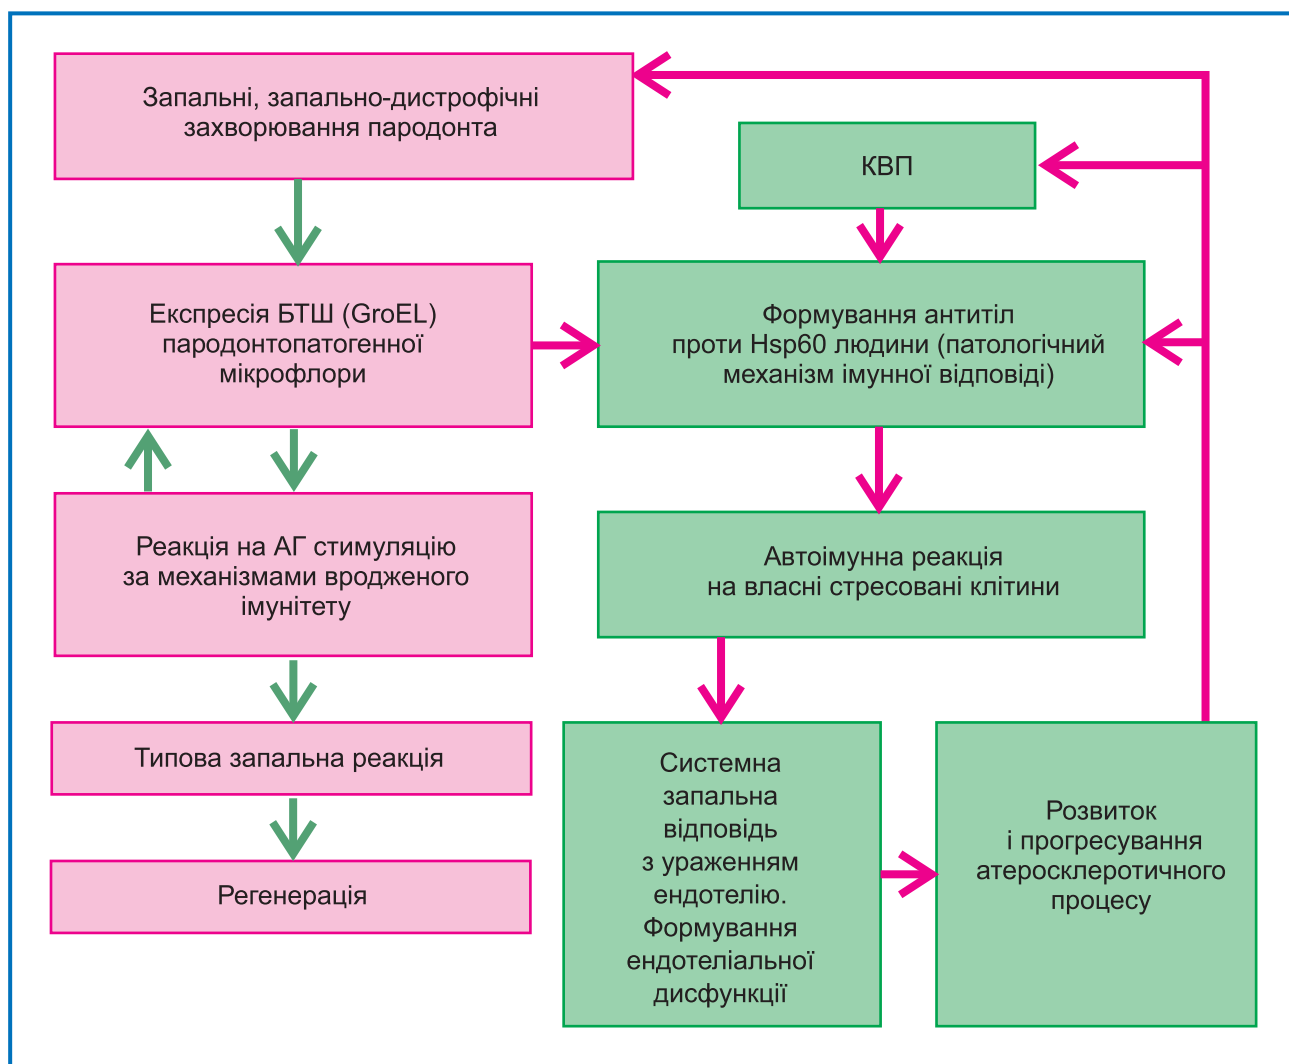 Запальні, запально-дистрофічні
захворювання пародонта
КВП
Експресія БТШ (GroEL)
пародонтопатогенної
мікрофлори
Формування антитіл
проти Hsp60 людини (патологічний
механізм імунної відповіді)
Реакція на АГ стимуляцію
за механізмами вродженого
імунітету
Автоімунна реакція
на власні стресовані клітини
Типова запальна реакція
Регенерація
Системна
запальна
відповідь
з ураженням
ендотелію.
Формування
ендотеліальної
дисфункції
Розвиток
і прогресування
атеросклеротичного
процесу